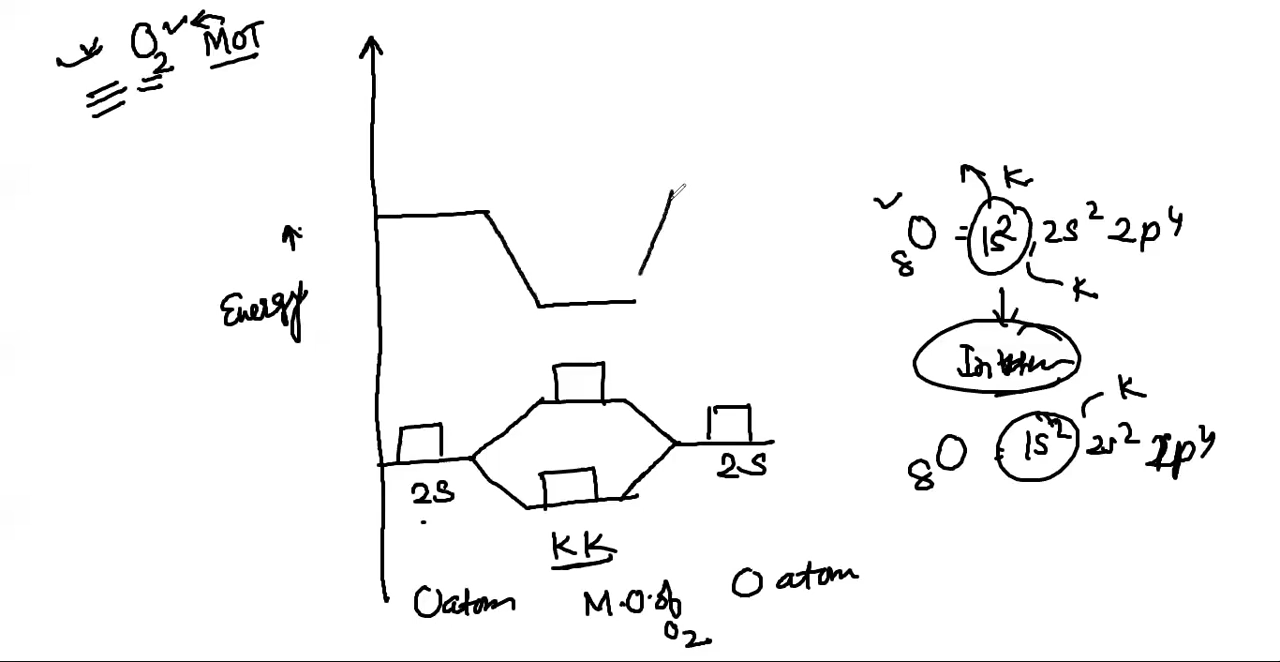 O₂ MOT
Energy
2s
2s
KK
O atom
M.O. of O₂
O atom
K
₈O = 1s², 2s² 2p⁴
K
₈O = 1s² 2s² 2p⁴
K